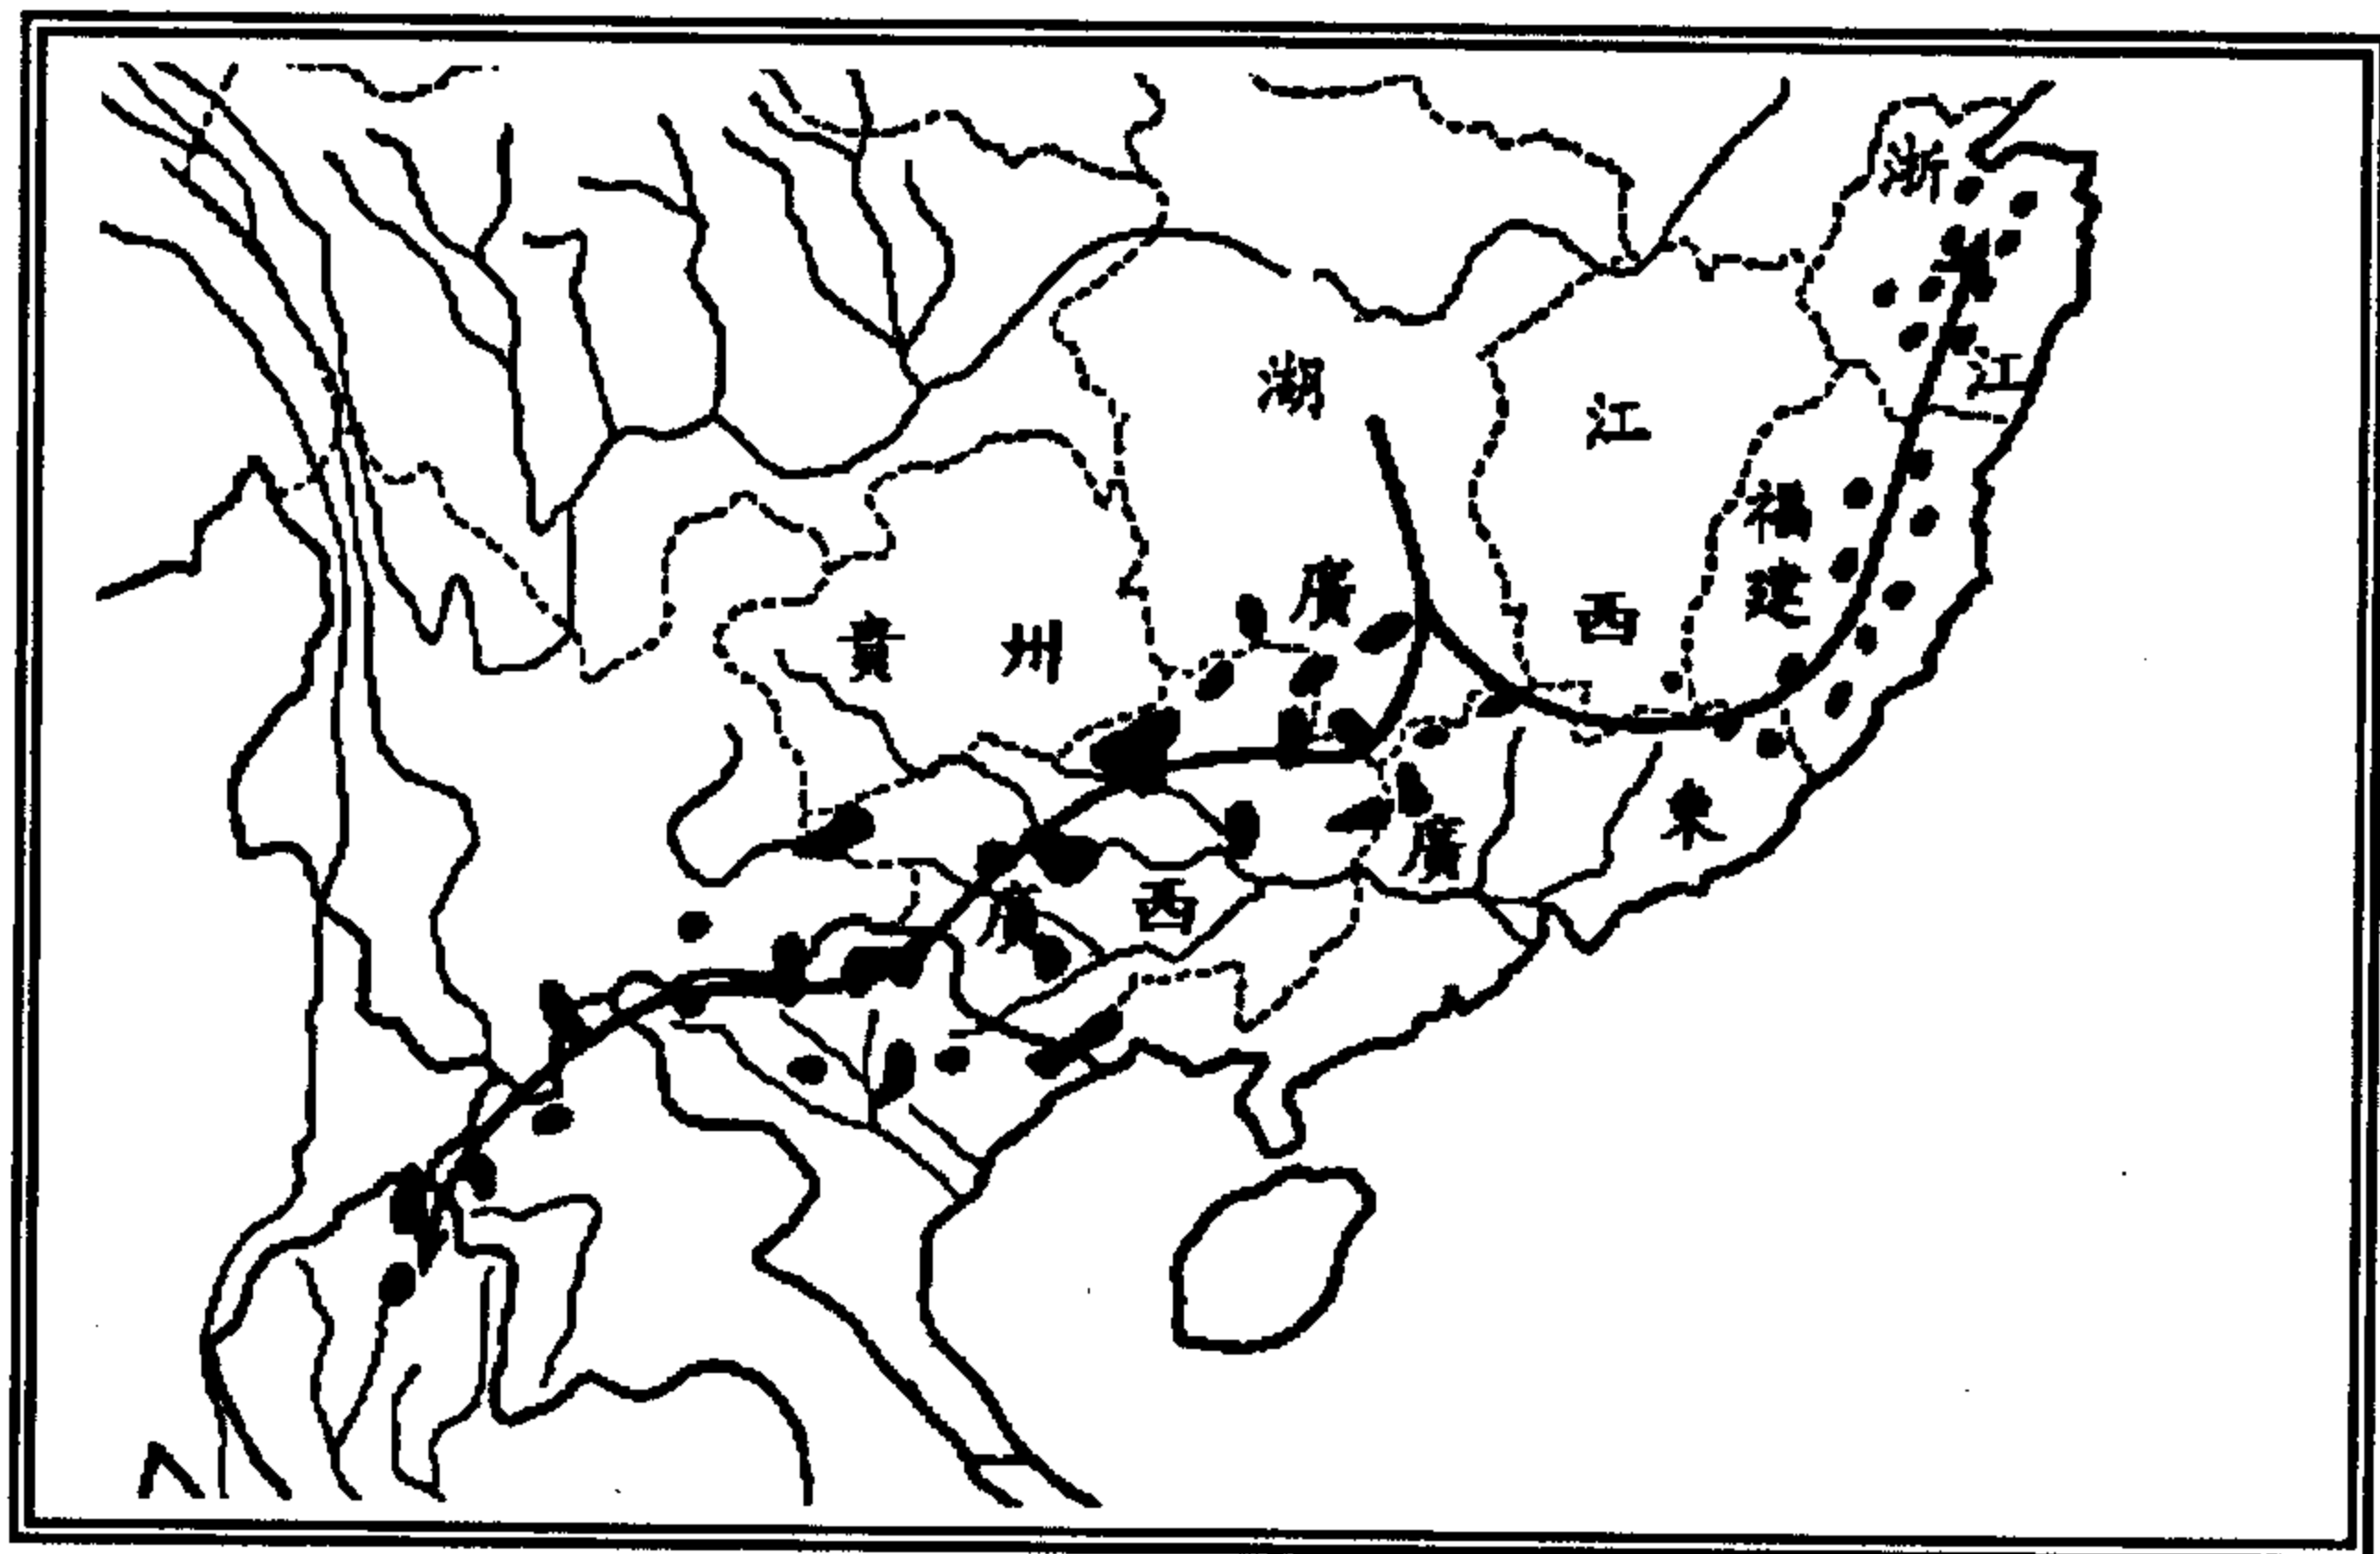 浙
江
湖
廣
江
西
福
建
貴州
廣
東
廣
西